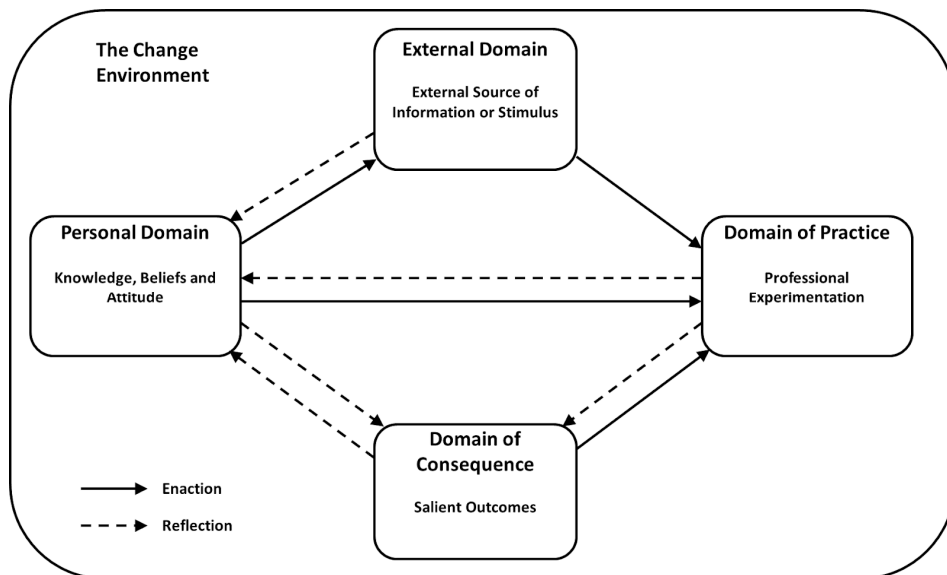 The Change
Environment
External Domain
External Source of
Information or Stimulus
Personal Domain
Knowledge, Beliefs and
Attitude
Domain of Practice
Professional
Experimentation
Domain of
Consequence
Salient Outcomes
Enaction
Reflection